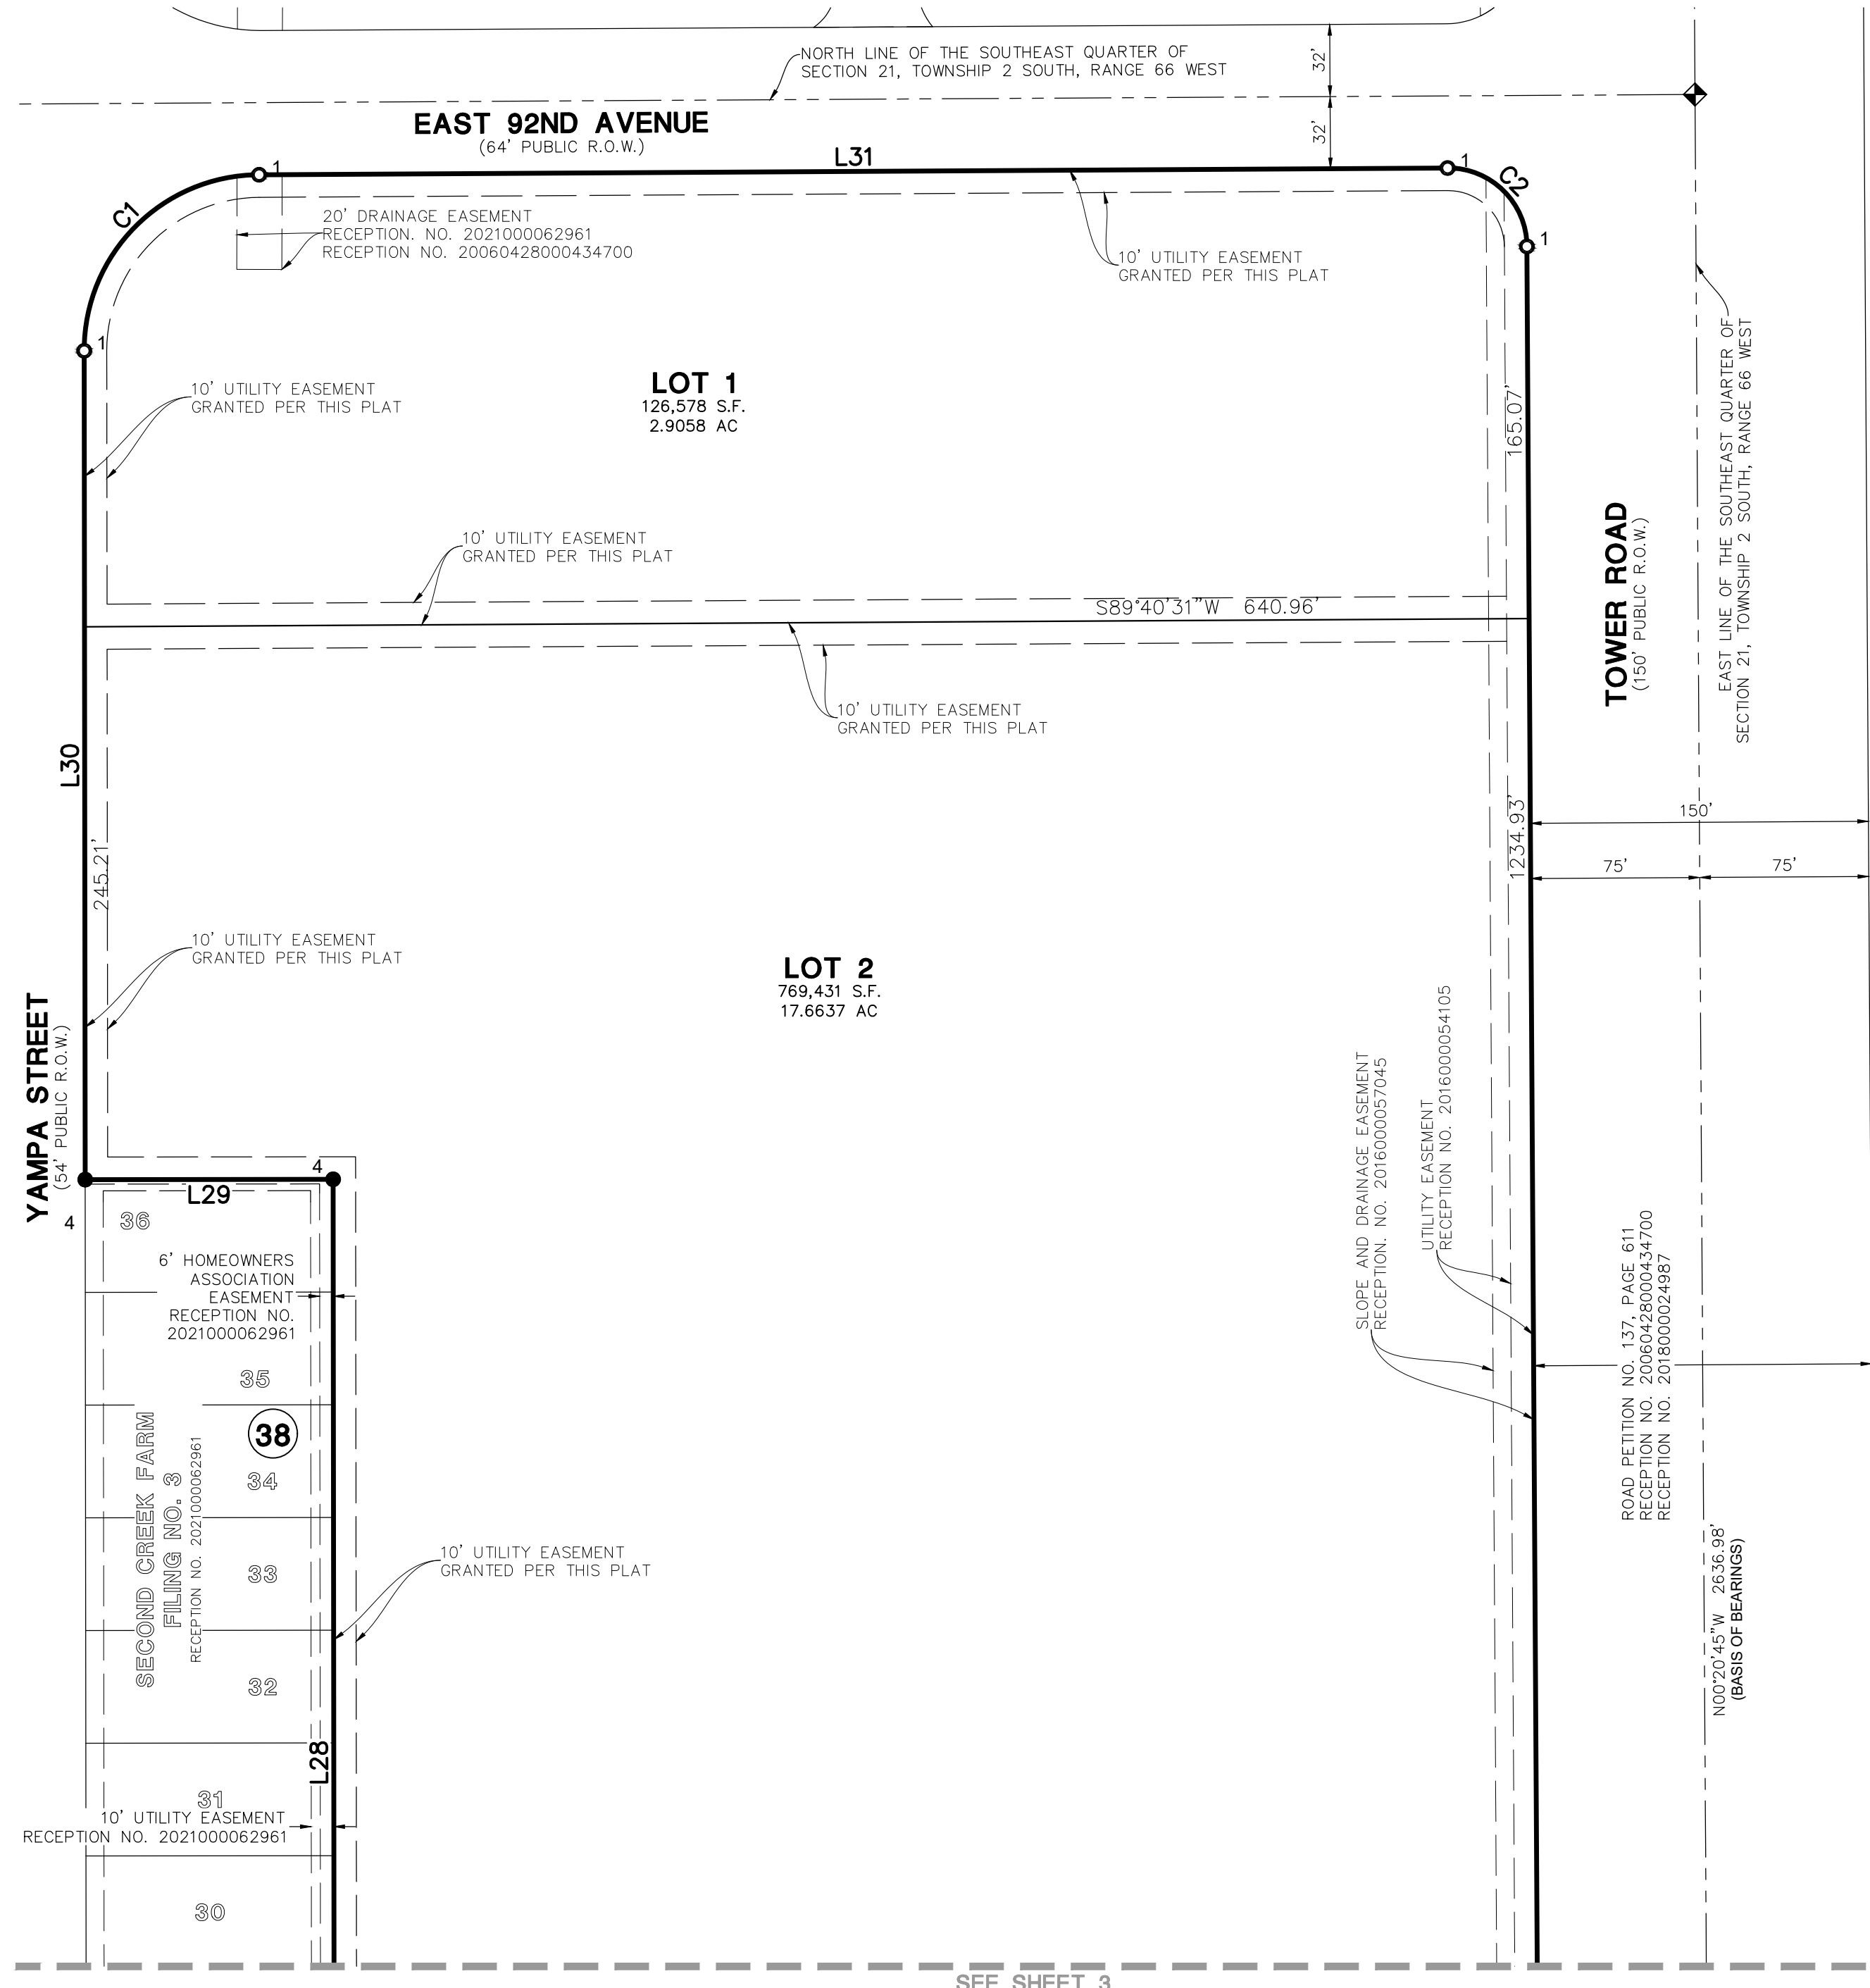 NORTH LINE OF THE SOUTHEAST QUARTER OF
SECTION 21, TOWNSHIP 2 SOUTH, RANGE 66 WEST
32'
32'
EAST 92ND AVENUE
(64' PUBLIC R.O.W.)
L31
1
1
1
1
C1
C2
20' DRAINAGE EASEMENT
RECEPTION. NO. 2021000062961
RECEPTION NO. 20060428000434700
10' UTILITY EASEMENT
GRANTED PER THIS PLAT
10' UTILITY EASEMENT
GRANTED PER THIS PLAT
LOT 1
126,578 S.F.
2.9058 AC
165.07'
EAST LINE OF THE SOUTHEAST QUARTER OF
SECTION 21, TOWNSHIP 2 SOUTH, RANGE 66 WEST
TOWER ROAD
(150' PUBLIC R.O.W.)
10' UTILITY EASEMENT
GRANTED PER THIS PLAT
S89°40'31"W 640.96'
10' UTILITY EASEMENT
GRANTED PER THIS PLAT
L30
245.21'
1234.93'
150'
75'
75'
10' UTILITY EASEMENT
GRANTED PER THIS PLAT
LOT 2
769,431 S.F.
17.6637 AC
YAMPA STREET
(54' PUBLIC R.O.W.)
SLOPE AND DRAINAGE EASEMENT
RECEPTION. NO. 2016000057045
UTILITY EASEMENT
RECEPTION NO. 2016000054105
4
L29
4
36
6' HOMEOWNERS
ASSOCIATION
EASEMENT
RECEPTION NO.
2021000062961
ROAD PETITION NO. 137, PAGE 611
RECEPTION NO. 20060428000434700
RECEPTION NO. 2018000024987
35
38
34
SECOND CREEK FARM
FILING NO. 3
RECEPTION NO. 2021000062961
33
10' UTILITY EASEMENT
GRANTED PER THIS PLAT
N00°20'45"W 2636.98'
(BASIS OF BEARINGS)
32
L28
31
10' UTILITY EASEMENT
RECEPTION NO. 2021000062961
30
SEE SHEET 3